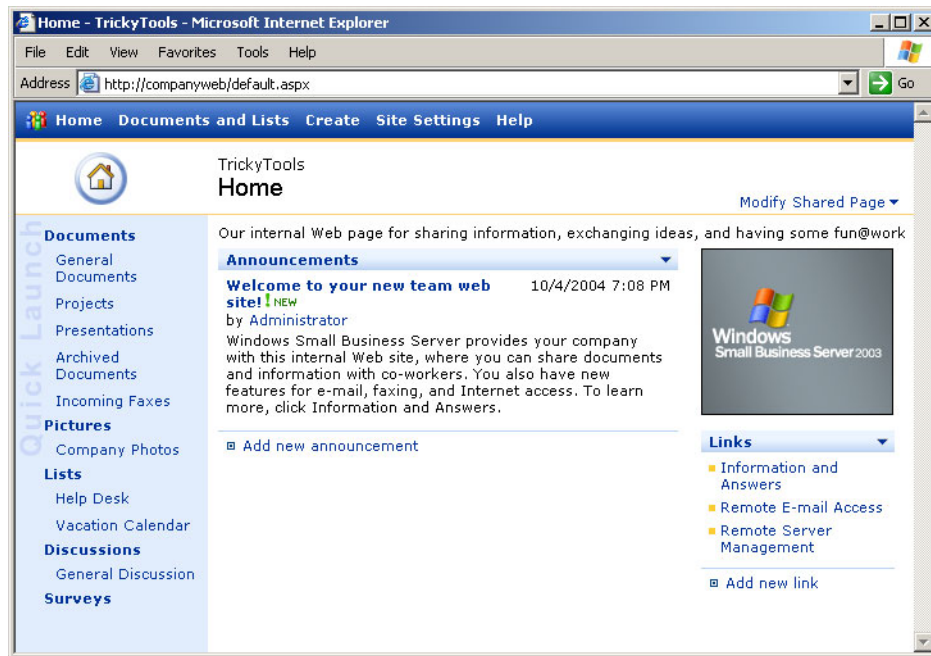 Home - TrickyTools - Microsoft Internet Explorer
File Edit View Favorites Tools Help
Address http://companyweb/default.aspx Go
Home Documents and Lists Create Site Settings Help
TrickyTools
Home
Modify Shared Page
Quick Launch
Documents
General
Documents
Projects
Presentations
Archived
Documents
Incoming Faxes
Pictures
Company Photos
Lists
Help Desk
Vacation Calendar
Discussions
General Discussion
Surveys
Our internal Web page for sharing information, exchanging ideas, and having some fun@work
Announcements
Welcome to your new team web 10/4/2004 7:08 PM
site! ! NEW
by Administrator
Windows Small Business Server provides your company
with this internal Web site, where you can share documents
and information with co-workers. You also have new
features for e-mail, faxing, and Internet access. To learn
more, click Information and Answers.
Add new announcement
Windows
Small Business Server 2003
Links
Information and
Answers
Remote E-mail Access
Remote Server
Management
Add new link